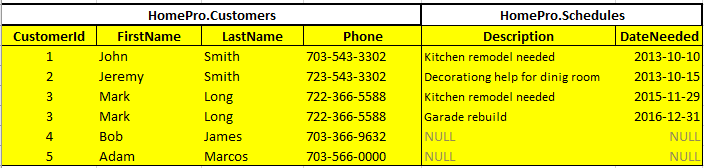 HomePro.Customers HomePro.Schedules
CustomerId FirstName LastName Phone Description DateNeeded
1 John Smith 703-543-3302 Kitchen remodel needed 2013-10-10
2 Jeremy Smith 723-543-3302 Decorationg help for dinig room 2013-10-15
3 Mark Long 722-366-5588 Kitchen remodel needed 2015-11-29
3 Mark Long 722-366-5588 Garade rebuild 2016-12-31
4 Bob James 703-366-9632 NULL NULL
5 Adam Marcos 703-566-0000 NULL NULL